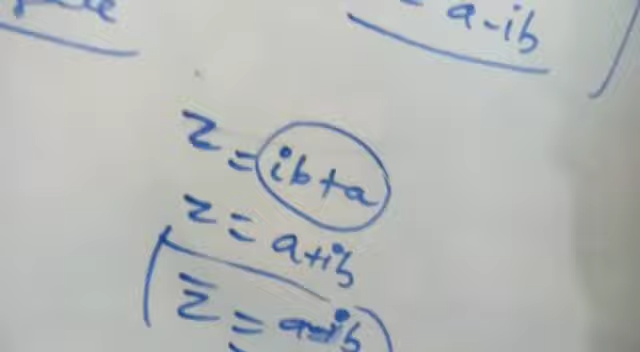 = a-ib
z = ib+a
z = a+ib
z̄ = a-ib